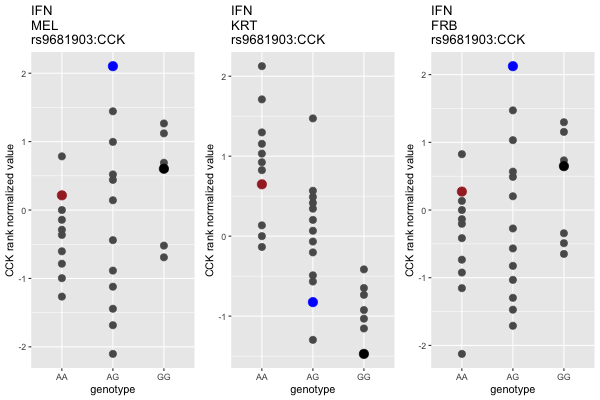 IFN
MEL
rs9681903:CCK
CCK rank normalized value
2
1
0
-1
-2
AA AG GG
genotype
IFN
KRT
rs9681903:CCK
CCK rank normalized value
2
1
0
-1
AA AG GG
genotype
IFN
FRB
rs9681903:CCK
CCK rank normalized value
2
1
0
-1
-2
AA AG GG
genotype